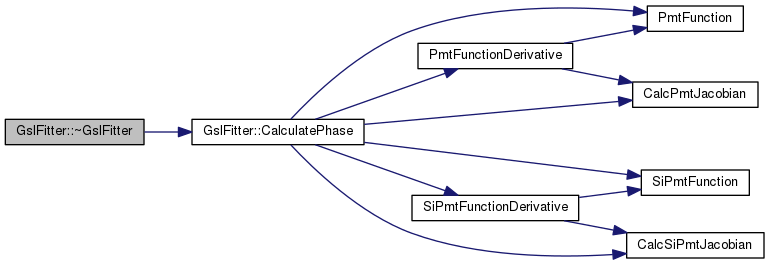 GslFitter::~GslFitter
GslFitter::CalculatePhase
PmtFunction
PmtFunctionDerivative
CalcPmtJacobian
SiPmtFunction
SiPmtFunctionDerivative
CalcSiPmtJacobian